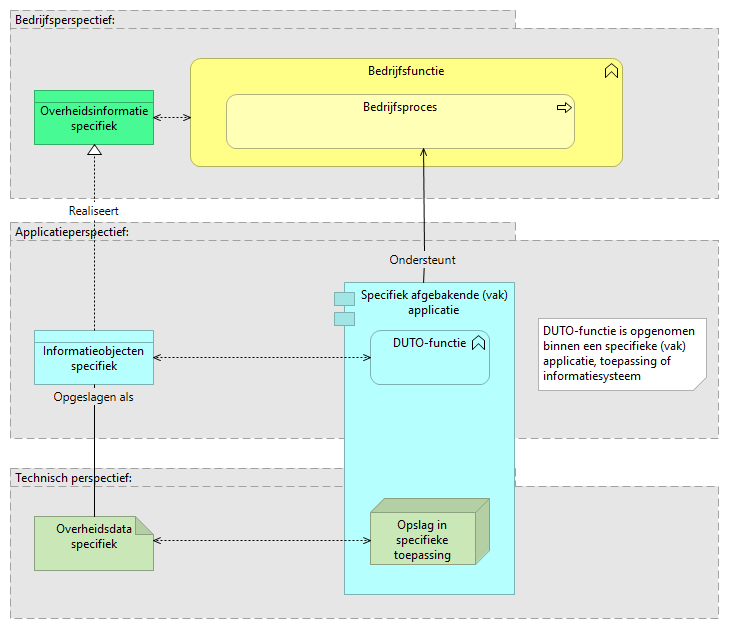 Bedrijfsperspectief:
Bedrijfsfunctie
Bedrijfsproces
Overheidsinformatie
specifiek
Realiseert
Applicatieperspectief:
Ondersteunt
Specifiek afgebakende (vak)
applicatie
DUTO-functie
Informatieobjecten
specifiek
DUTO-functie is opgenomen
binnen een specifieke (vak)
applicatie, toepassing of
informatiesysteem
Opgeslagen als
Technisch perspectief:
Overheidsdata
specifiek
Opslag in
specifieke
toepassing